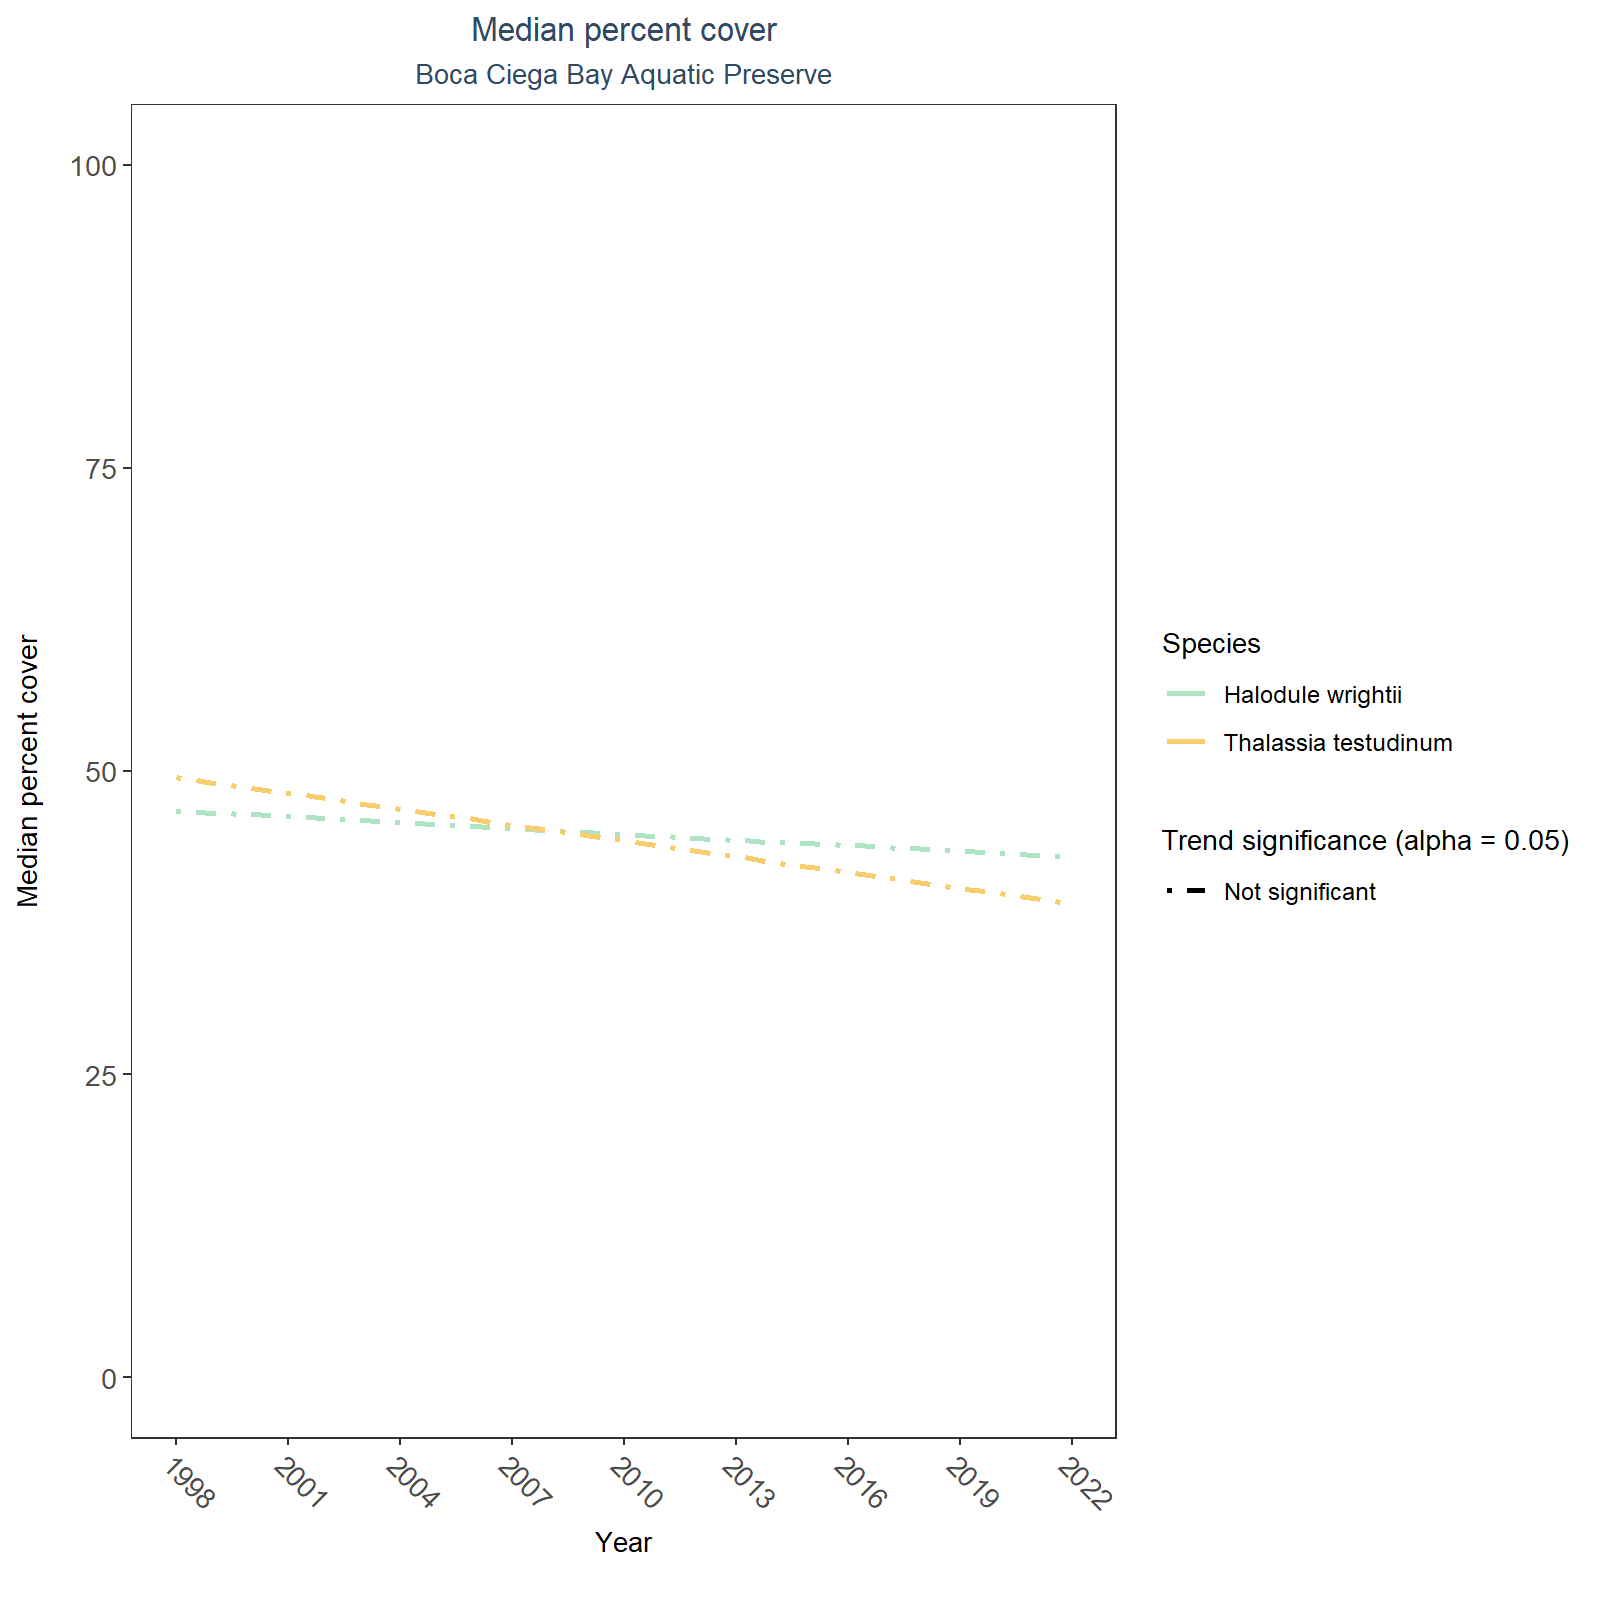 Median percent cover
Boca Ciega Bay Aquatic Preserve
Median percent cover
100
75
50
25
0
1998
2001
2004
2007
2010
2013
2016
2019
2022
Year
Species
Halodule wrightii
Thalassia testudinum
Trend significance (alpha = 0.05)
Not significant